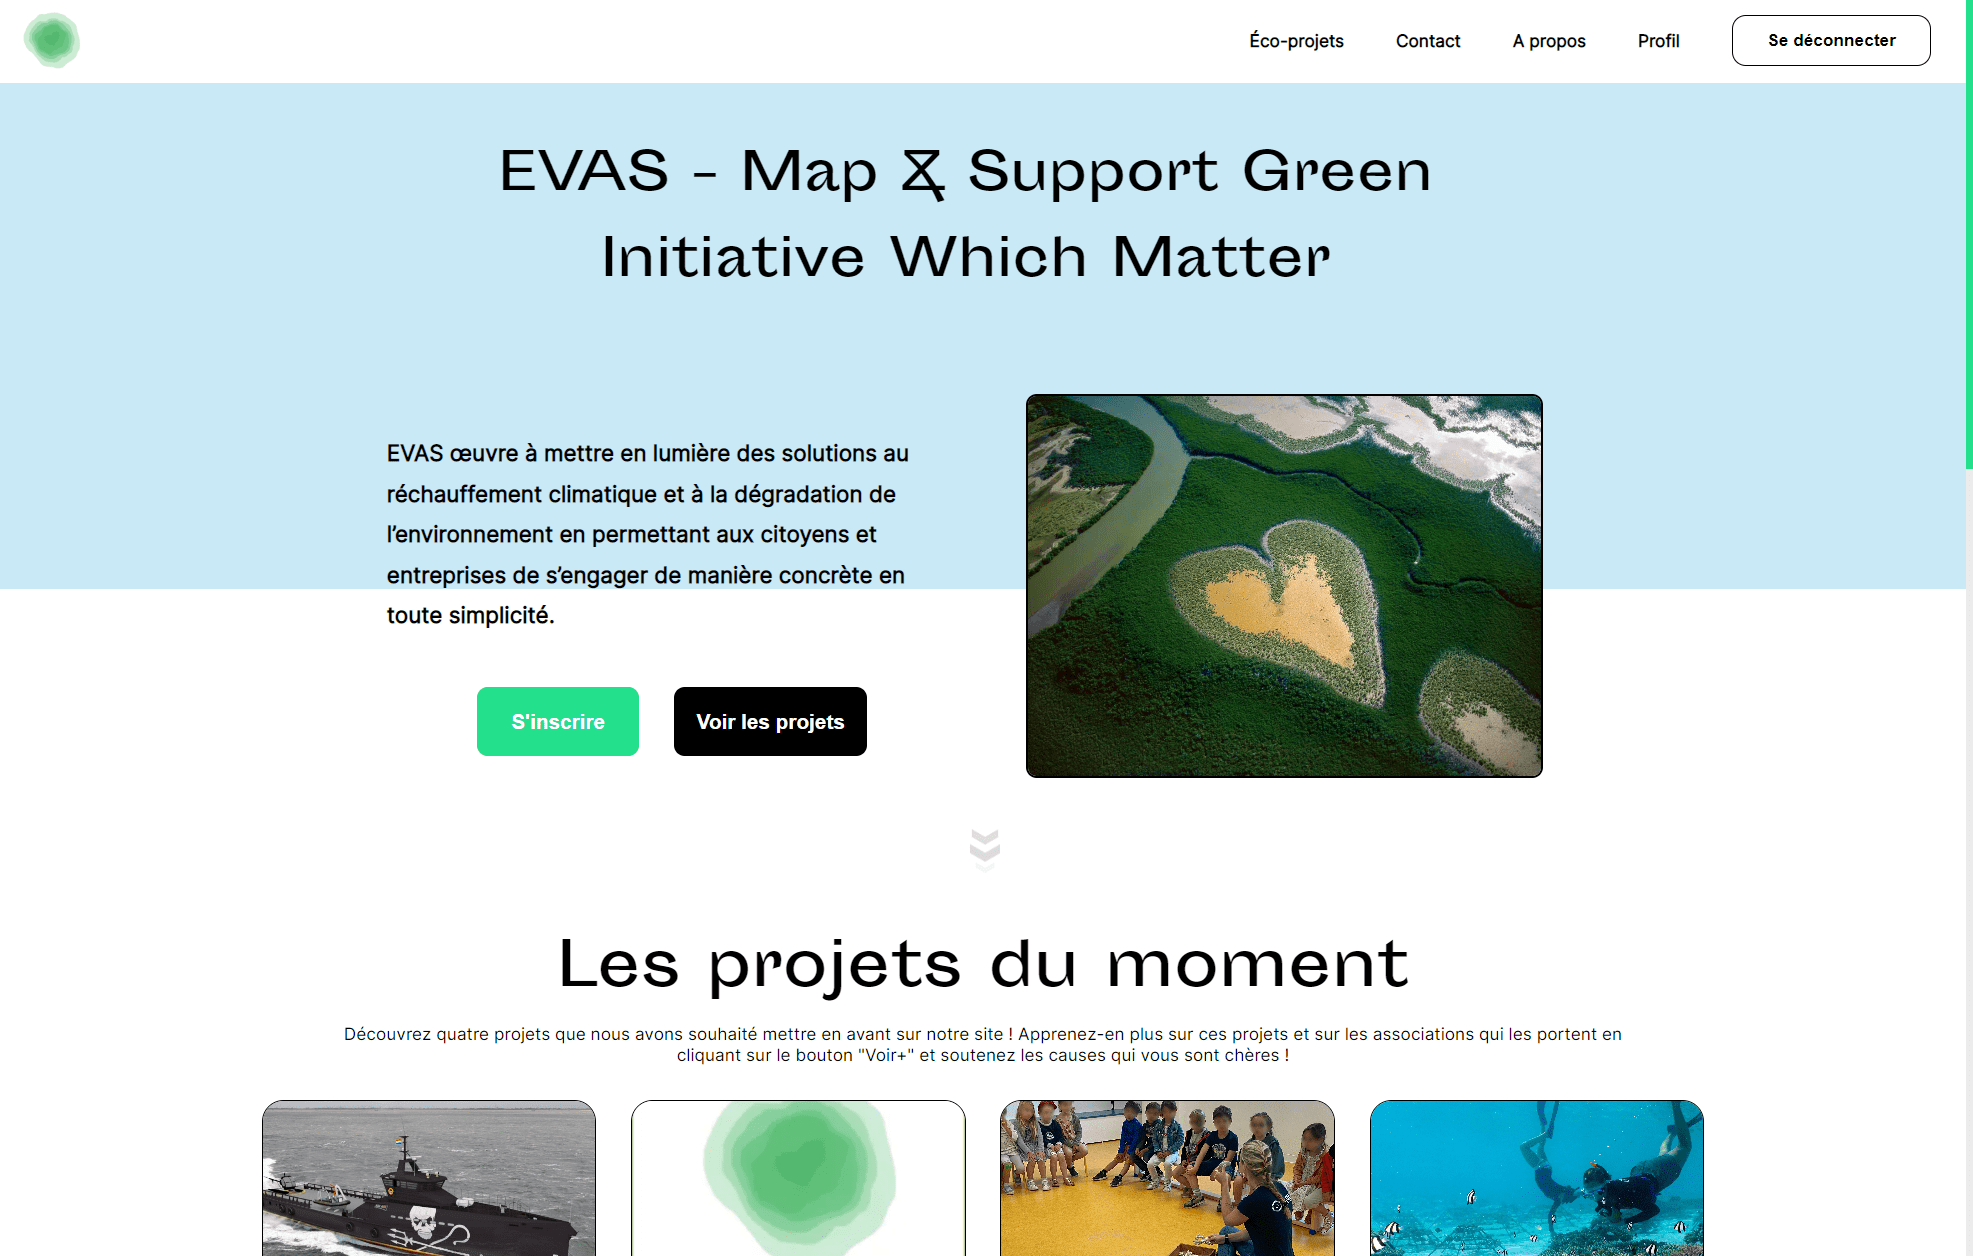 Éco-projets Contact A propos Profil Se déconnecter
EVAS - Map & Support Green
Initiative Which Matter
EVAS œuvre à mettre en lumière des solutions au
réchauffement climatique et à la dégradation de
l’environnement en permettant aux citoyens et
entreprises de s’engager de manière concrète en
toute simplicité.
S'inscrire Voir les projets
Les projets du moment
Découvrez quatre projets que nous avons souhaité mettre en avant sur notre site ! Apprenez-en plus sur ces projets et sur les associations qui les portent en
cliquant sur le bouton "Voir+" et soutenez les causes qui vous sont chères !